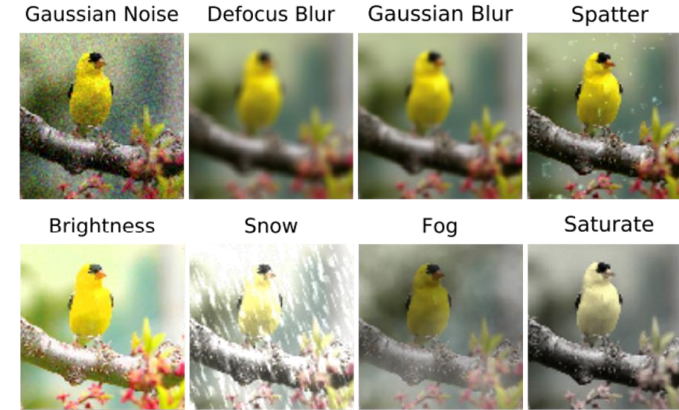 Gaussian Noise
Defocus Blur
Gaussian Blur
Spatter
Brightness
Snow
Fog
Saturate